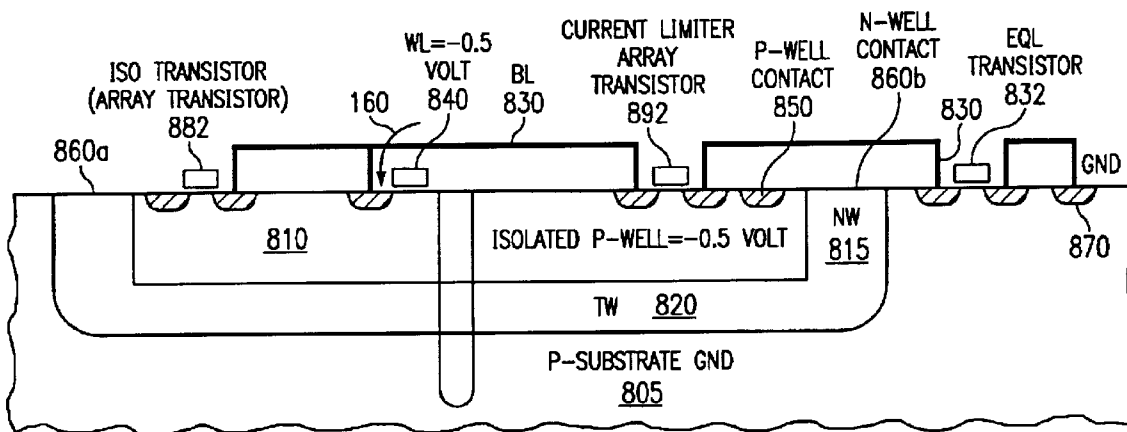 ISO TRANSISTOR
(ARRAY TRANSISTOR)
882
WL=-0.5
VOLT
840
160
BL
830
CURRENT LIMITER
ARRAY
TRANSISTOR
892
P-WELL
CONTACT
850
N-WELL
CONTACT
860b
EQL
TRANSISTOR
832
830
860a
GND
870
810
ISOLATED P-WELL=-0.5 VOLT
NW
815
TW 820
P-SUBSTRATE GND
805